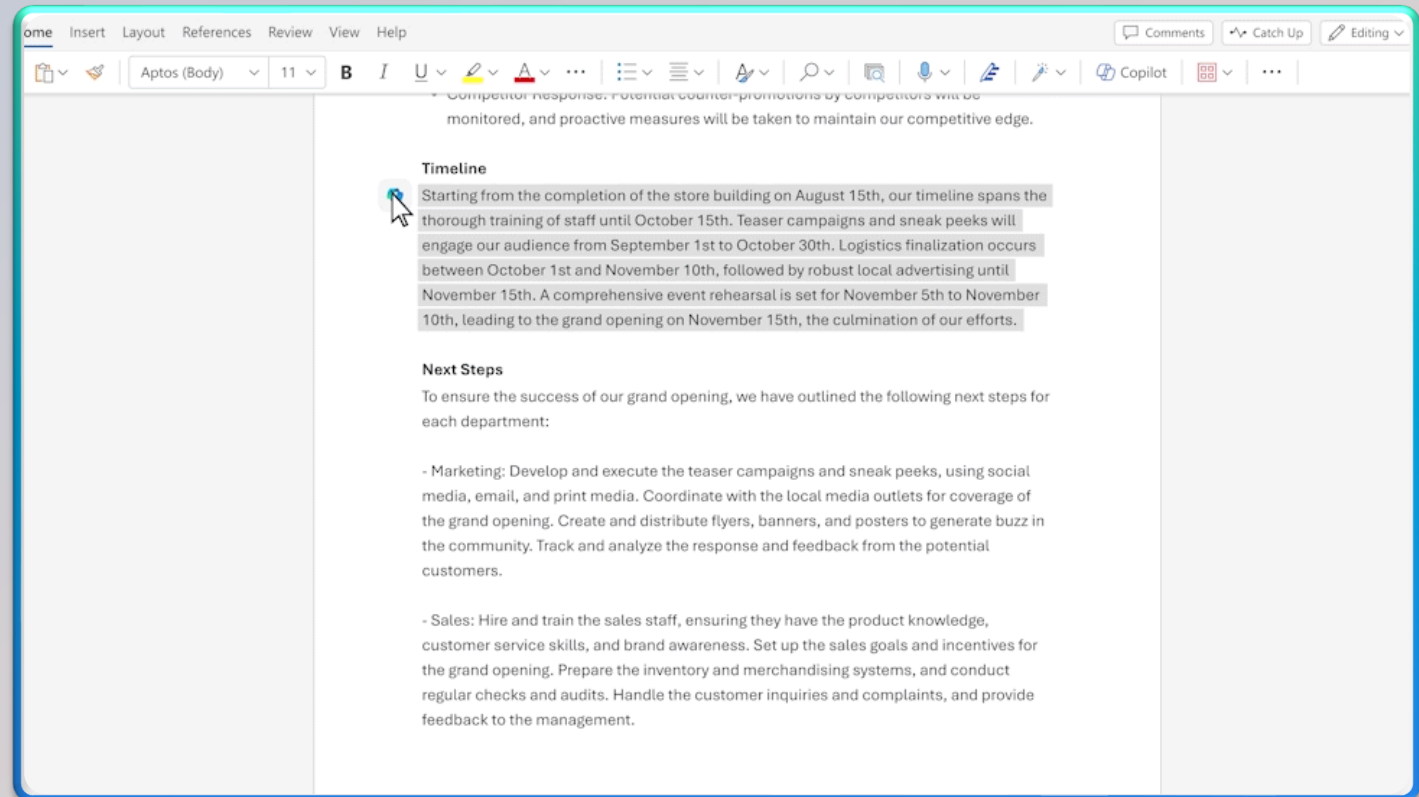 ome Insert Layout References Review View Help Comments Catch Up Editing
Aptos (Body) 11 B I U A A Copilot
Competitor Response: Potential counter-promotions by competitors will be
monitored, and proactive measures will be taken to maintain our competitive edge.
Timeline
Starting from the completion of the store building on August 15th, our timeline spans the
thorough training of staff until October 15th. Teaser campaigns and sneak peeks will
engage our audience from September 1st to October 30th. Logistics finalization occurs
between October 1st and November 10th, followed by robust local advertising until
November 15th. A comprehensive event rehearsal is set for November 5th to November
10th, leading to the grand opening on November 15th, the culmination of our efforts.
Next Steps
To ensure the success of our grand opening, we have outlined the following next steps for
each department:
- Marketing: Develop and execute the teaser campaigns and sneak peeks, using social
media, email, and print media. Coordinate with the local media outlets for coverage of
the grand opening. Create and distribute flyers, banners, and posters to generate buzz in
the community. Track and analyze the response and feedback from the potential
customers.
- Sales: Hire and train the sales staff, ensuring they have the product knowledge,
customer service skills, and brand awareness. Set up the sales goals and incentives for
the grand opening. Prepare the inventory and merchandising systems, and conduct
regular checks and audits. Handle the customer inquiries and complaints, and provide
feedback to the management.